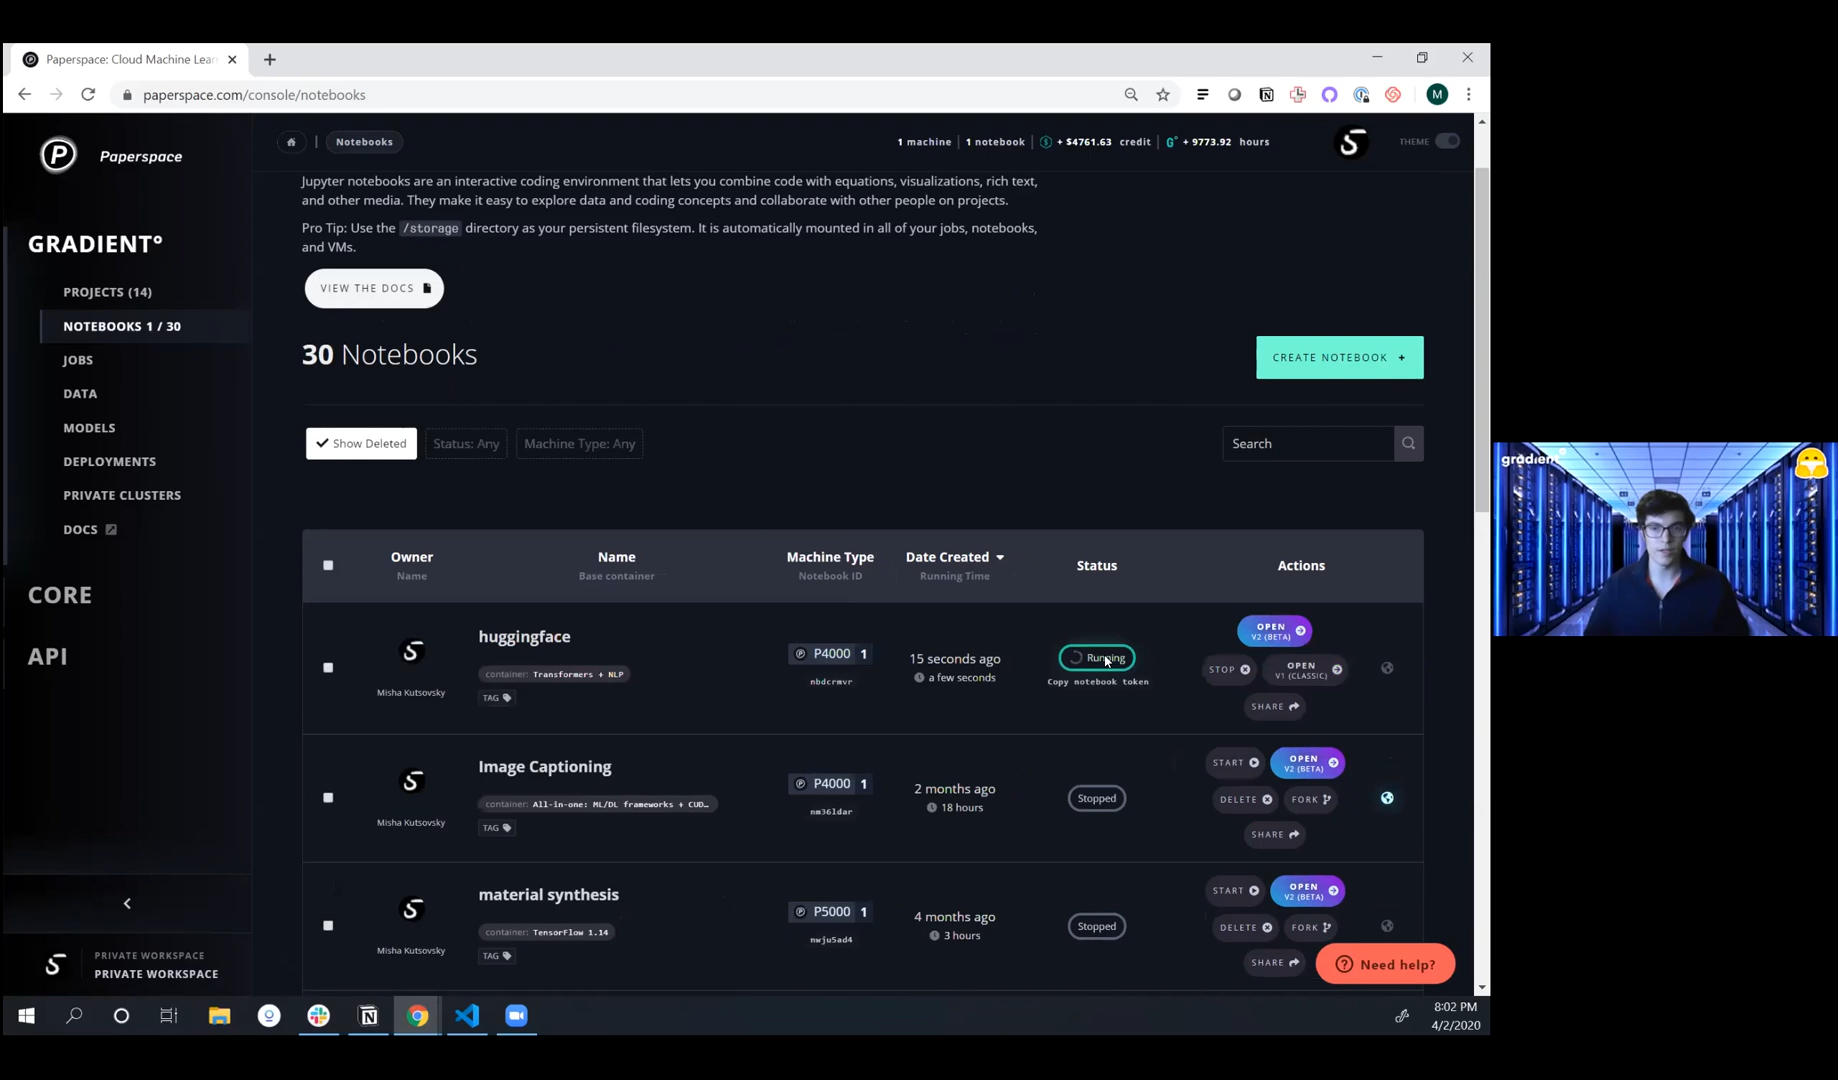 Paperspace: Cloud Machine Lear
paperspace.com/console/notebooks
M
P
Paperspace
Notebooks
1 machine
1 notebook
+ $4761.63 credit
G° + 9773.92 hours
THEME
Jupyter notebooks are an interactive coding environment that lets you combine code with equations, visualizations, rich text,
and other media. They make it easy to explore data and coding concepts and collaborate with other people on projects.
Pro Tip: Use the /storage directory as your persistent filesystem. It is automatically mounted in all of your jobs, notebooks,
and VMs.
VIEW THE DOCS
GRADIENT°
PROJECTS (14)
NOTEBOOKS 1 / 30
JOBS
DATA
MODELS
DEPLOYMENTS
PRIVATE CLUSTERS
DOCS
CORE
API
PRIVATE WORKSPACE
PRIVATE WORKSPACE
30 Notebooks
CREATE NOTEBOOK +
Show Deleted
Status: Any
Machine Type: Any
Search
Owner
Name
Name
Base container
Machine Type
Notebook ID
Date Created
Running Time
Status
Actions
Misha Kutsovsky
huggingface
container: Transformers + NLP
TAG
P4000 1
nbdcrmvr
15 seconds ago
a few seconds
Running
Copy notebook token
OPEN
V2 (BETA)
STOP
OPEN
V1 (CLASSIC)
SHARE
Misha Kutsovsky
Image Captioning
container: All-in-one: ML/DL frameworks + CUD…
TAG
P4000 1
nm36ldar
2 months ago
18 hours
Stopped
START
OPEN
V2 (BETA)
DELETE
FORK
SHARE
Misha Kutsovsky
material synthesis
container: TensorFlow 1.14
TAG
P5000 1
nwju5ad4
4 months ago
3 hours
Stopped
START
OPEN
V2 (BETA)
DELETE
FORK
SHARE
Need help?
8:02 PM
4/2/2020
gradient°